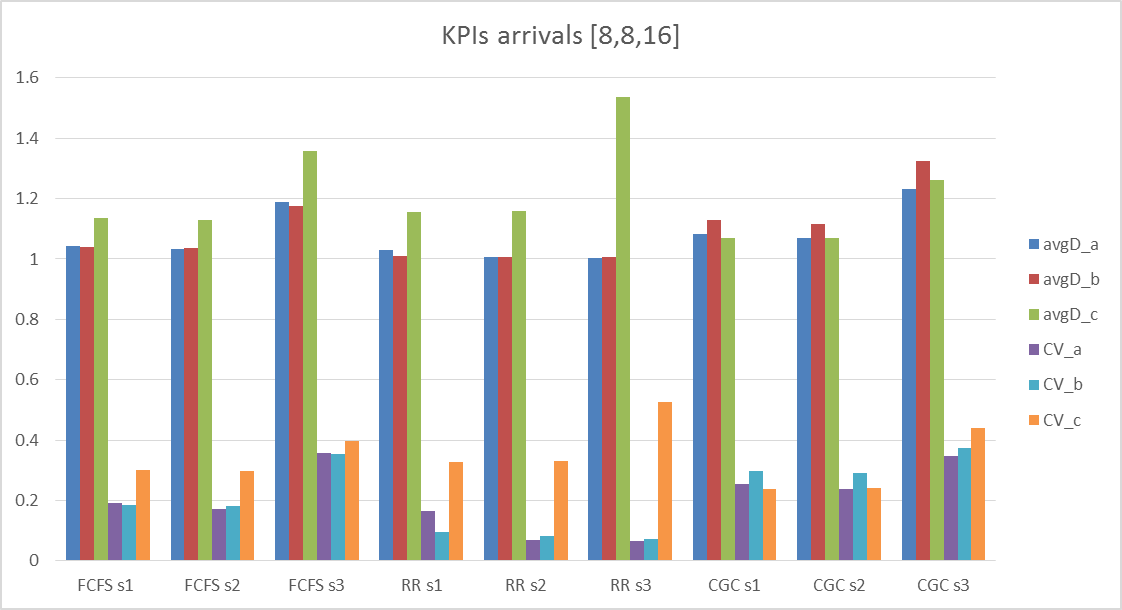 KPIs arrivals [8,8,16]
1.6
1.4
1.2
1
0.8
0.6
0.4
0.2
0
FCFS s1 FCFS s2 FCFS s3 RR s1 RR s2 RR s3 CGC s1 CGC s2 CGC s3
avgD_a
avgD_b
avgD_c
CV_a
CV_b
CV_c